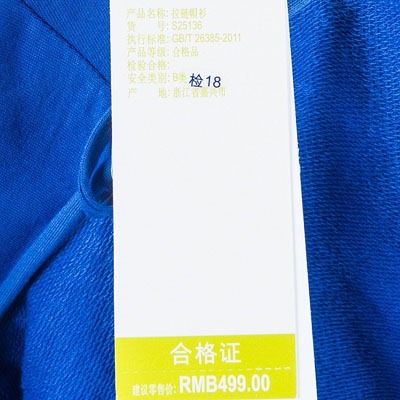 产品名称: 拉链帽衫
货 号: S25136
执行标准: GB/T 26385-2011
产品等级: 合格品
检验合格:
安全类别: B类
检18
产 地: 浙江省嘉兴市
合格证
建议零售价: RMB499.00